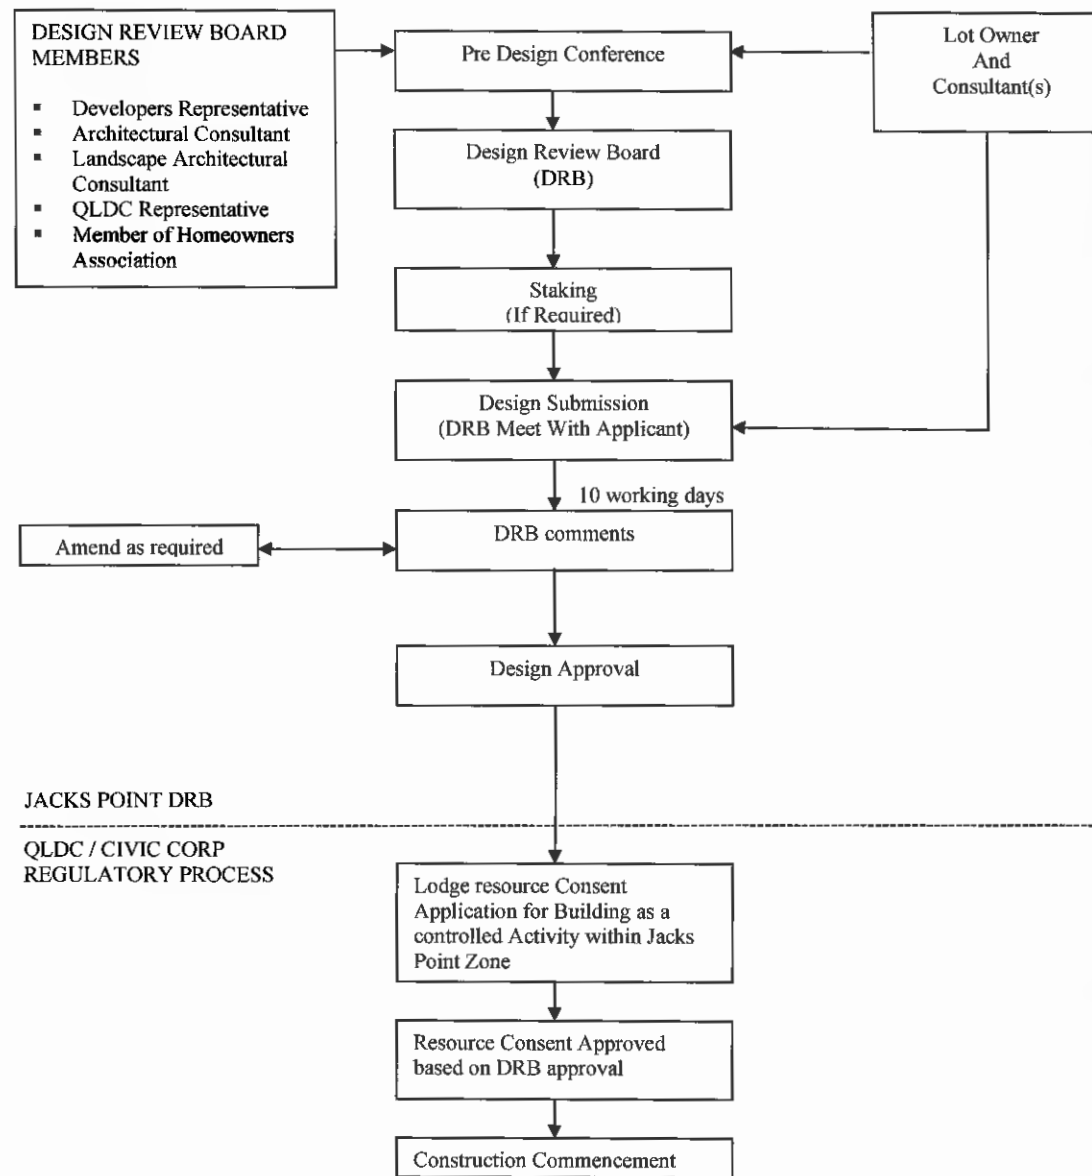 DESIGN REVIEW BOARD
MEMBERS
▪ Developers Representative
▪ Architectural Consultant
▪ Landscape Architectural
Consultant
▪ QLDC Representative
▪ Member of Homeowners
Association
Pre Design Conference
Lot Owner
And
Consultant(s)
Design Review Board
(DRB)
Staking
(If Required)
Design Submission
(DRB Meet With Applicant)
10 working days
Amend as required
DRB comments
Design Approval
JACKS POINT DRB
QLDC / CIVIC CORP
REGULATORY PROCESS
Lodge resource Consent
Application for Building as a
controlled Activity within Jacks
Point Zone
Resource Consent Approved
based on DRB approval
Construction Commencement